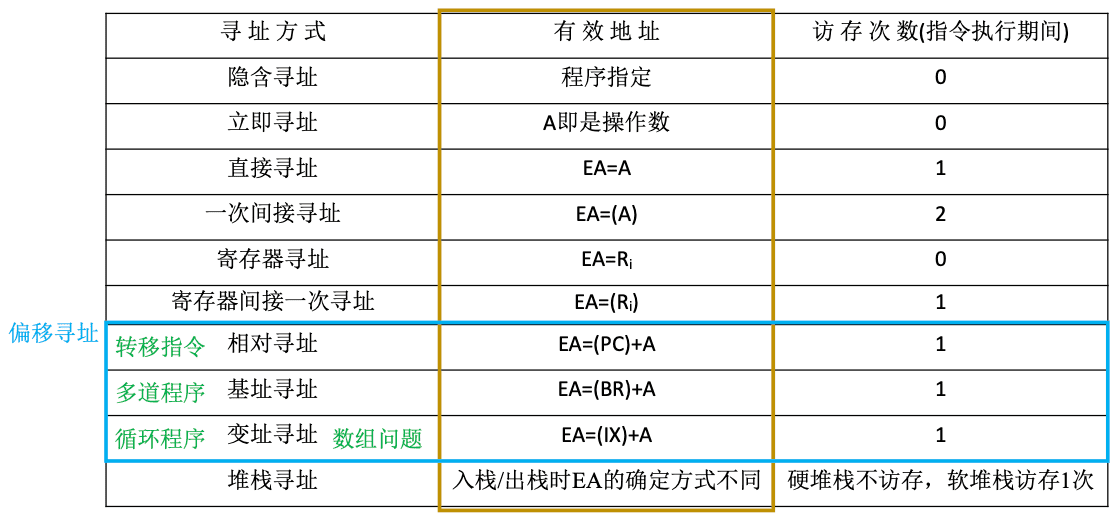 寻 址 方 式 有 效 地 址 访 存 次 数(指令执行期间)
隐含寻址 程序指定 0
立即寻址 A即是操作数 0
直接寻址 EA=A 1
一次间接寻址 EA=(A) 2
寄存器寻址 EA=Rᵢ 0
寄存器间接一次寻址 EA=(Rᵢ) 1
偏移寻址
转移指令 相对寻址 EA=(PC)+A 1
多道程序 基址寻址 EA=(BR)+A 1
循环程序 变址寻址 数组问题 EA=(IX)+A 1
堆栈寻址 入栈/出栈时EA的确定方式不同 硬堆栈不访存，软堆栈访存1次